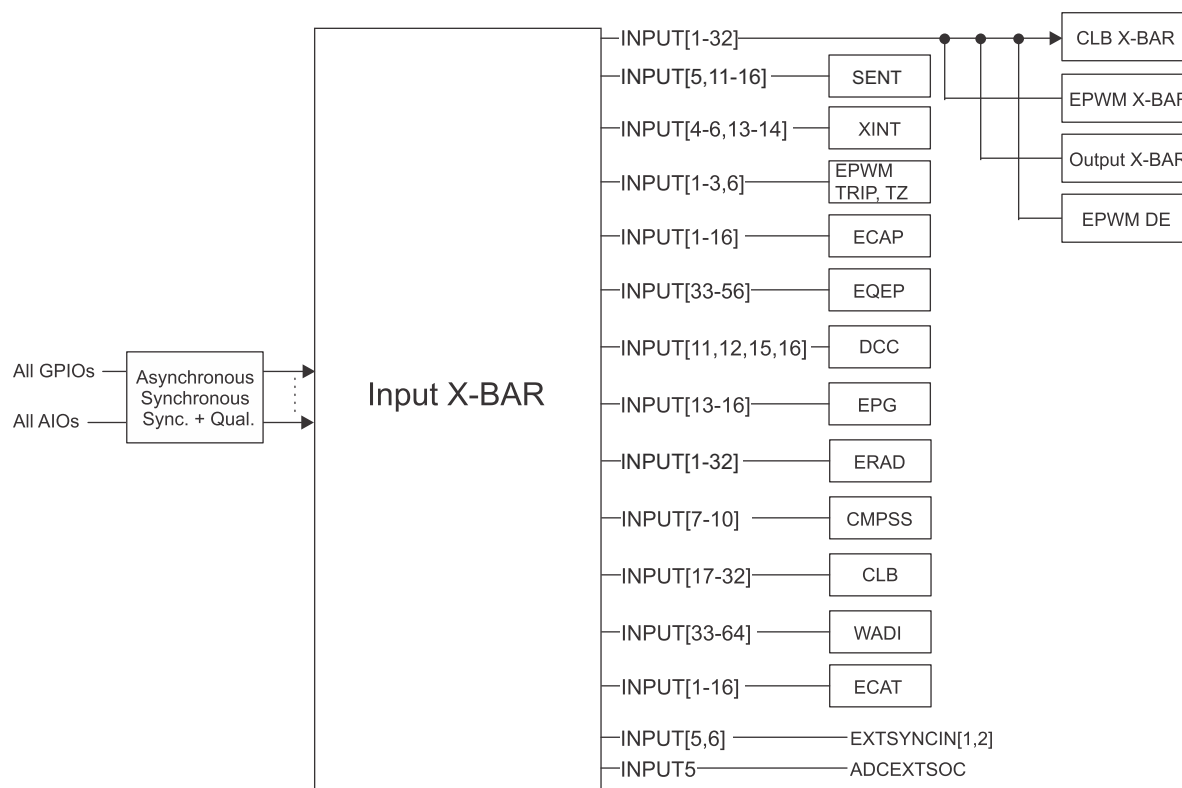 INPUT[1-32]
CLB X-BAR
INPUT[5,11-16]
SENT
EPWM X-BAR
INPUT[4-6,13-14]
XINT
Output X-BAR
INPUT[1-3,6]
EPWM
TRIP, TZ
EPWM DE
INPUT[1-16]
ECAP
INPUT[33-56]
EQEP
INPUT[11,12,15,16]
DCC
All GPIOs
All AIOs
Asynchronous
Synchronous
Sync. + Qual.
Input X-BAR
INPUT[13-16]
EPG
INPUT[1-32]
ERAD
INPUT[7-10]
CMPSS
INPUT[17-32]
CLB
INPUT[33-64]
WADI
INPUT[1-16]
ECAT
INPUT[5,6]
EXTSYNCIN[1,2]
INPUT5
ADCEXTSOC